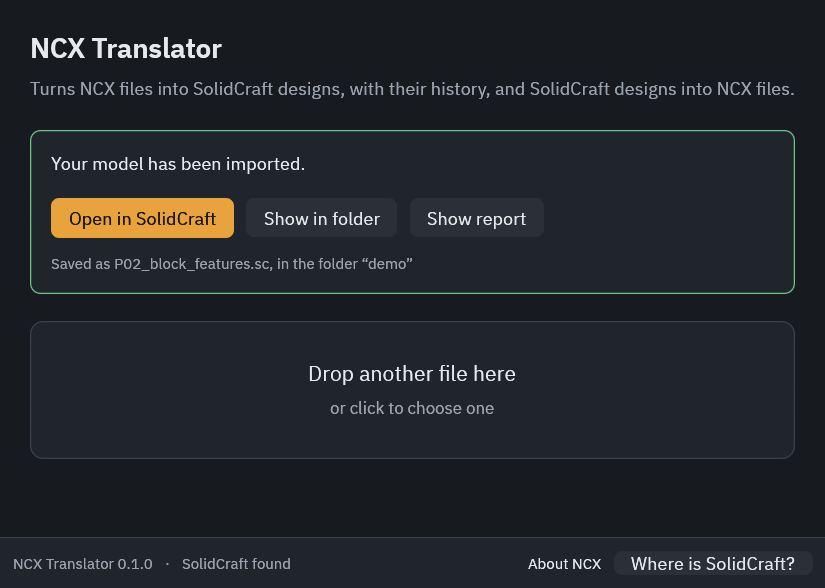 NCX Translator
Turns NCX files into SolidCraft designs, with their history, and SolidCraft designs into NCX files.
Your model has been imported.
Open in SolidCraft Show in folder Show report
Saved as P02_block_features.sc, in the folder “demo”
Drop another file here
or click to choose one
NCX Translator 0.1.0 · SolidCraft found About NCX Where is SolidCraft?